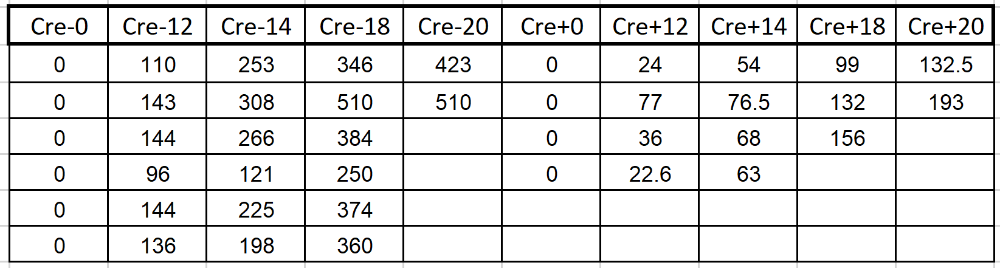 Cre-0 Cre-12 Cre-14 Cre-18 Cre-20 Cre+0 Cre+12 Cre+14 Cre+18 Cre+20
0 110 253 346 423 0 24 54 99 132.5
0 143 308 510 510 0 77 76.5 132 193
0 144 266 384 0 36 68 156
0 96 121 250 0 22.6 63
0 144 225 374
0 136 198 360